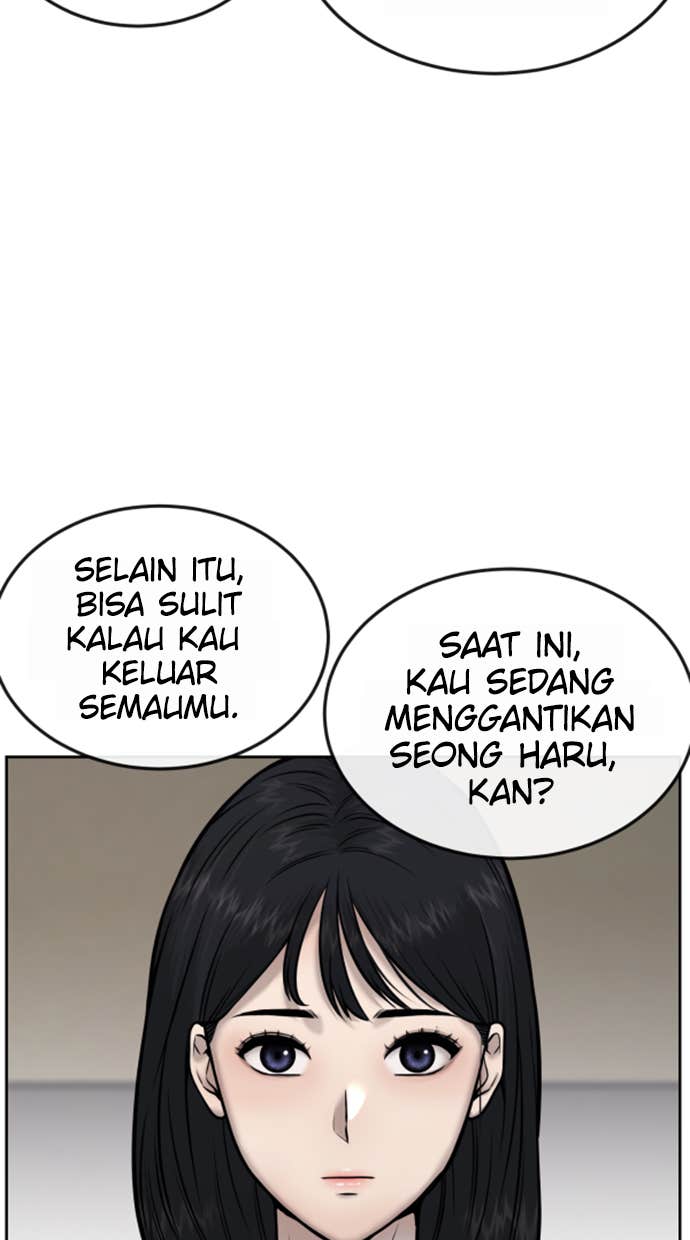 SELAIN ITU,
BISA SULIT
KALAU KAU
KELUAR
SEMAUMU.
SAAT INI,
KAU SEDANG
MENGGANTIKAN
SEONG HARU,
KAN?